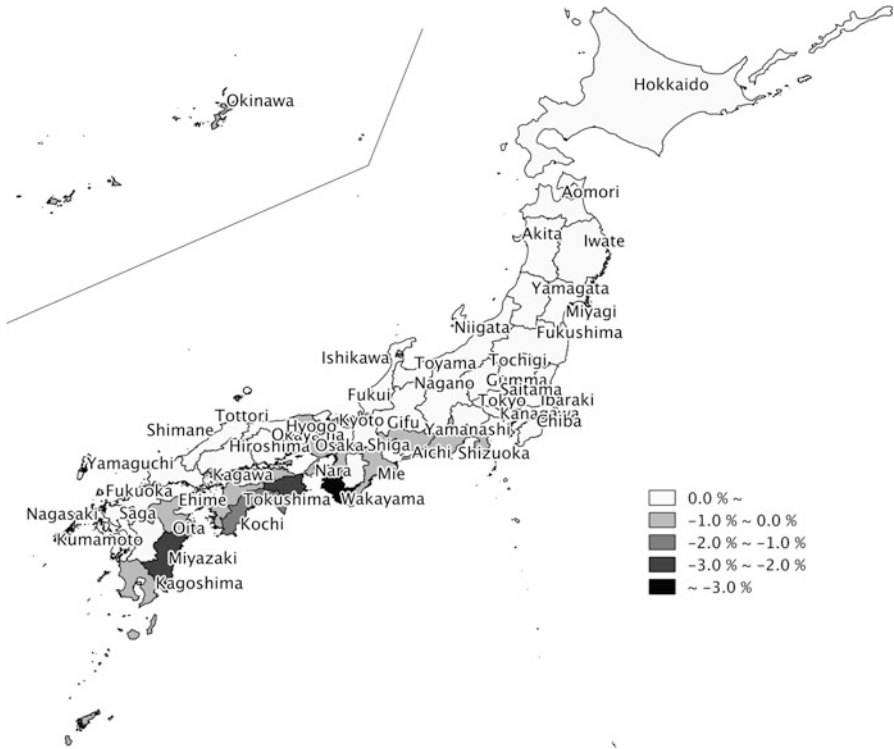 Okinawa
Hokkaido
Aomori
Akita
Iwate
Yamagata
Miyagi
Niigata
Fukushima
Ishikawa
Toyama
Tochigi
Nagano
Gumma
Saitama
Fukui
Tokyo
Ibaraki
Kanagawa
Chiba
Tottori
Hyogo
Kyoto
Gifu
Yamanashi
Shimane
Okayama
Hiroshima
Osaka
Shiga
Aichi
Shizuoka
Yamaguchi
Kagawa
Nara
Mie
Fukuoka
Ehime
Tokushima
Wakayama
Nagasaki
Saga
Oita
Kochi
Kumamoto
Miyazaki
Kagoshima
0.0 % ~
−1.0 % ~ 0.0 %
−2.0 % ~ −1.0 %
−3.0 % ~ −2.0 %
~ −3.0 %